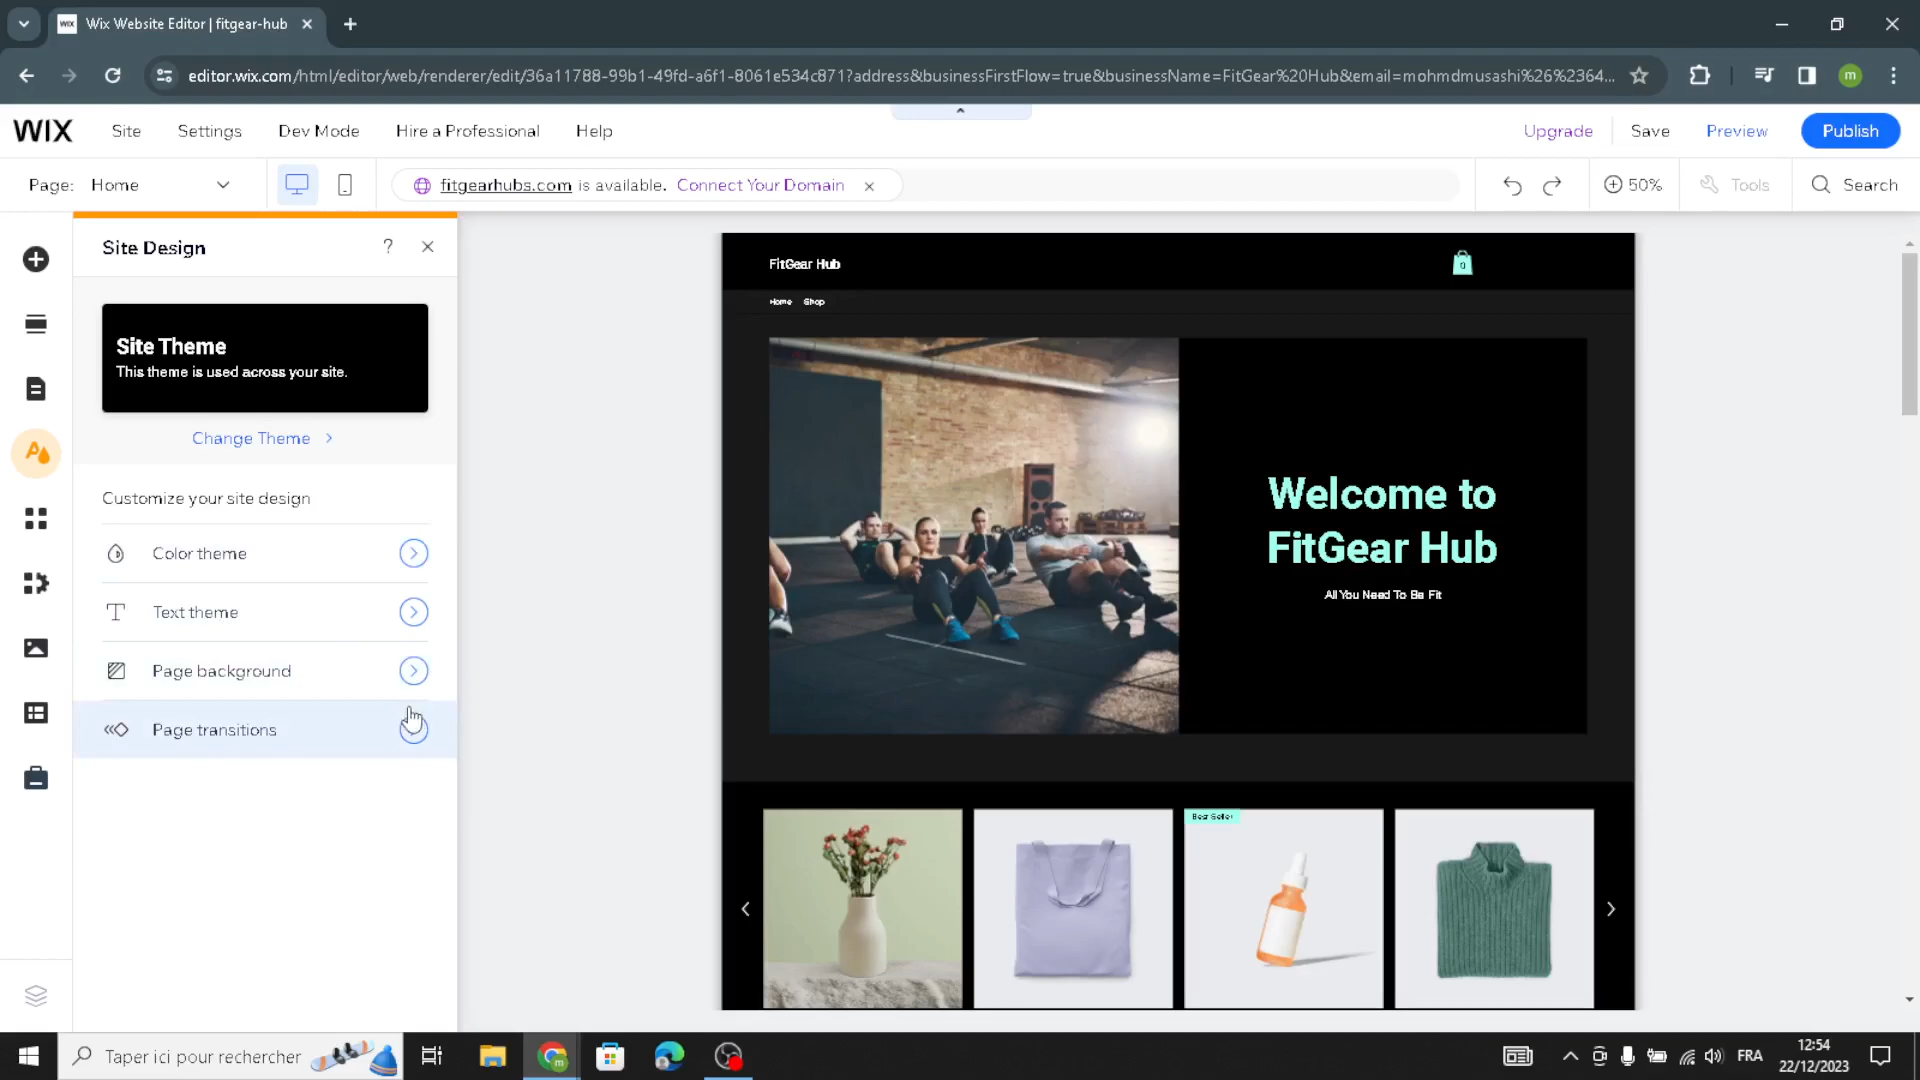 Wix Website Editor | fitgear-hub
editor.wix.com/html/editor/web/renderer/edit/36a11788-99b1-49fd-a6f1-8061e534c871?address&businessFirstFlow=true&businessName=FitGear%20Hub&email=mohmdmusashi%26%2364...
m
WIX
Site
Settings
Dev Mode
Hire a Professional
Help
Upgrade
Save
Preview
Publish
Page: Home
fitgearhubs.com is available. Connect Your Domain
50%
Tools
Search
Site Design
?
Site Theme
This theme is used across your site.
Change Theme
Customize your site design
Color theme
Text theme
Page background
Page transitions
FitGear Hub
0
Home
Shop
Welcome to
FitGear Hub
All You Need To Be Fit
Best Seller
Taper ici pour rechercher
FRA
12:54
22/12/2023